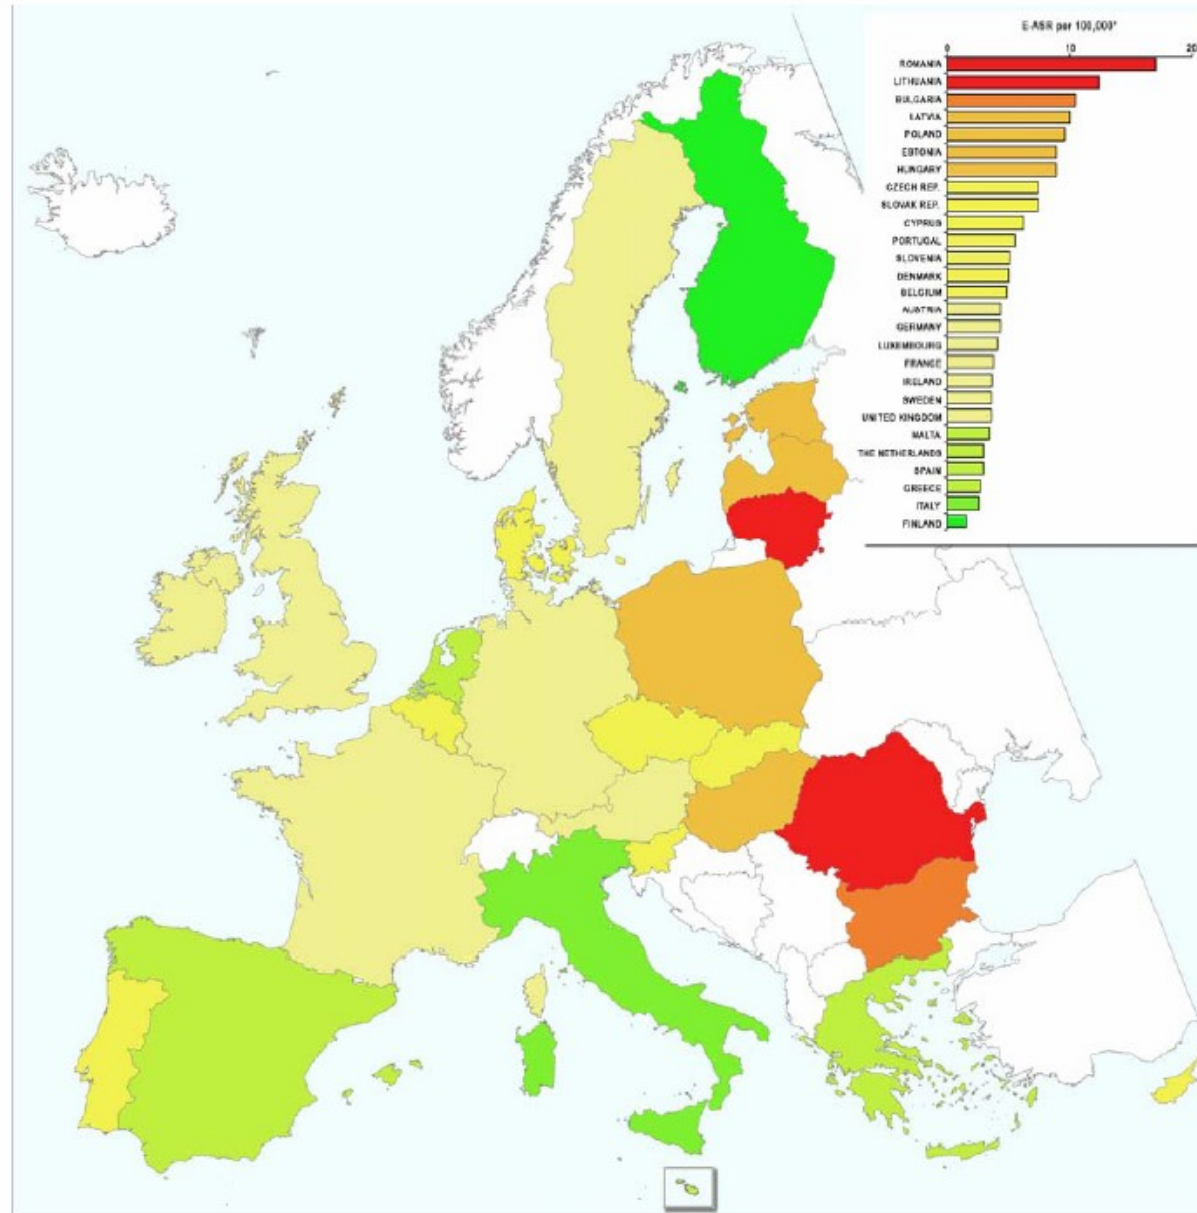 E-ASR per 100,000*
0 10 20
ROMANIA
LITHUANIA
BULGARIA
LATVIA
POLAND
ESTONIA
HUNGARY
CZECH REP.
SLOVAK REP.
CYPRUS
PORTUGAL
SLOVENIA
DENMARK
BELGIUM
AUSTRIA
GERMANY
LUXEMBOURG
FRANCE
IRELAND
SWEDEN
UNITED KINGDOM
MALTA
THE NETHERLANDS
SPAIN
GREECE
ITALY
FINLAND